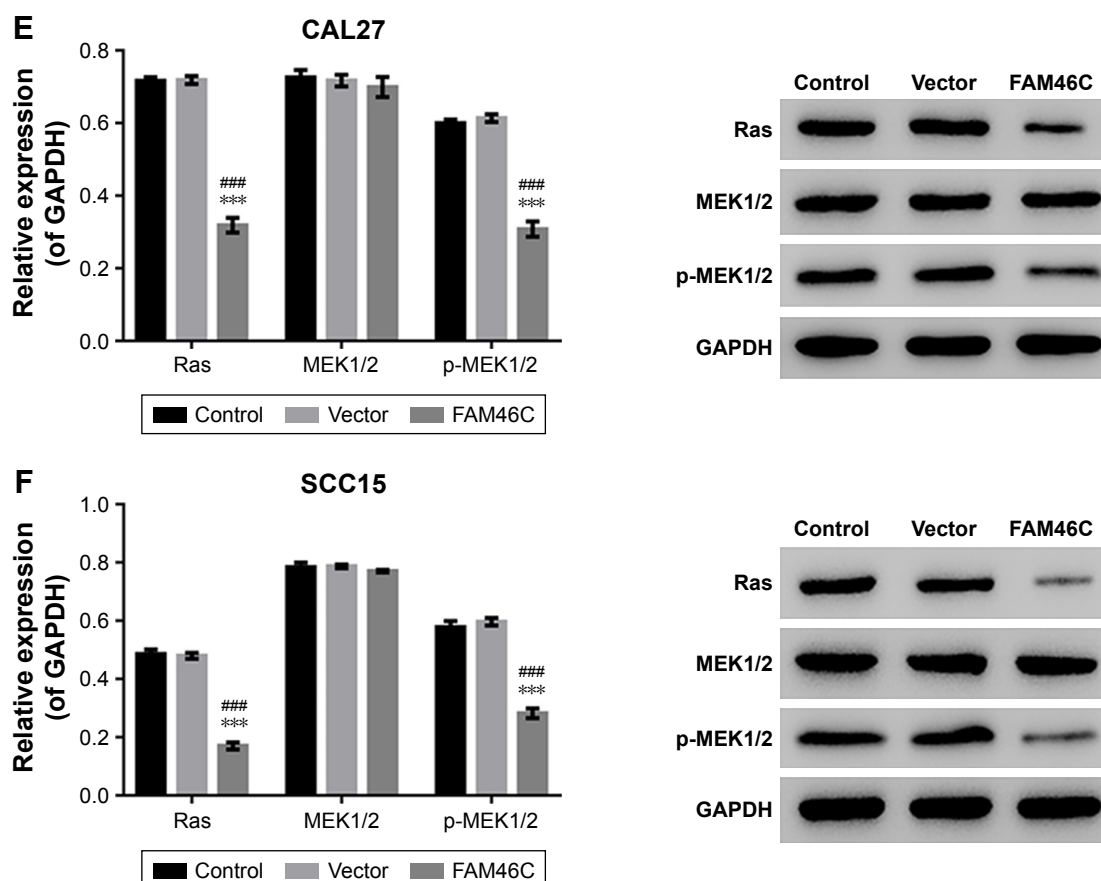 E
CAL27
Relative expression
(of GAPDH)
0.8
0.6
0.4
0.2
0.0
###
***
###
***
Ras
MEK1/2
p-MEK1/2
Control
Vector
FAM46C
Control
Vector
FAM46C
Ras
MEK1/2
p-MEK1/2
GAPDH
F
SCC15
Relative expression
(of GAPDH)
1.0
0.8
0.6
0.4
0.2
0.0
###
***
###
***
Ras
MEK1/2
p-MEK1/2
Control
Vector
FAM46C
Control
Vector
FAM46C
Ras
MEK1/2
p-MEK1/2
GAPDH